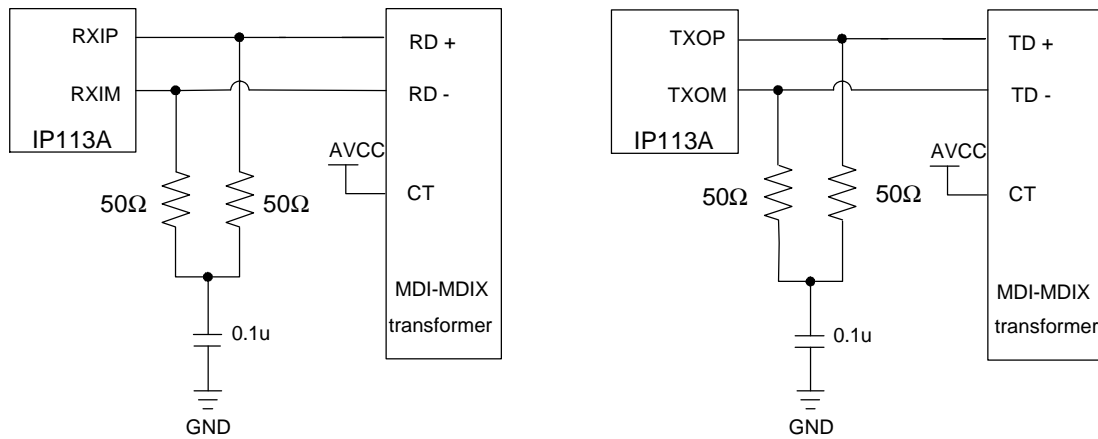 RXIP
RD +
RXIM
RD -
IP113A
AVCC
CT
50Ω
50Ω
MDI-MDIX
transformer
0.1u
GND
TXOP
TD +
TXOM
TD -
IP113A
AVCC
CT
50Ω
50Ω
MDI-MDIX
transformer
0.1u
GND